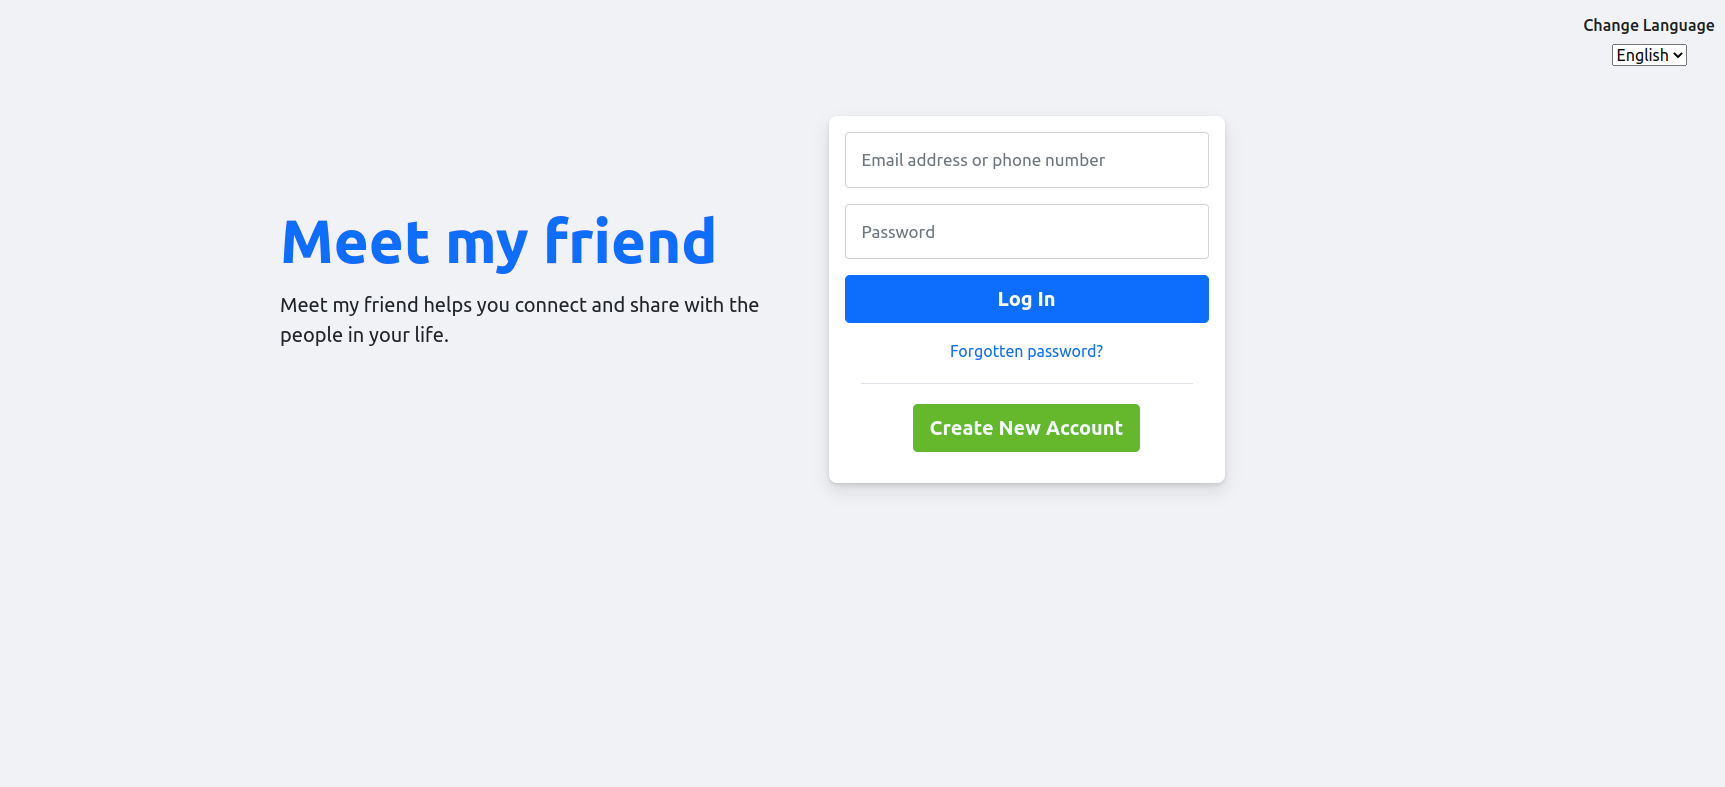 Change Language
English
Email address or phone number
Password
Meet my friend
Meet my friend helps you connect and share with the
people in your life.
Log In
Forgotten password?
Create New Account